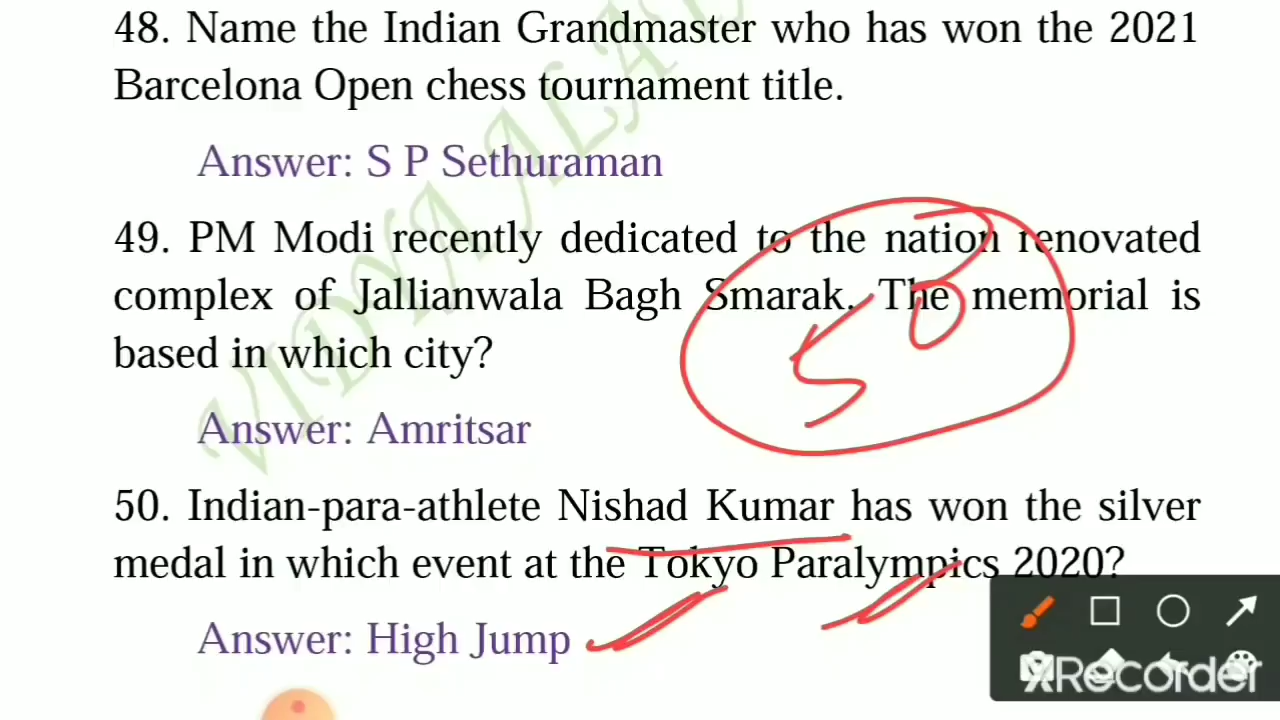 48. Name the Indian Grandmaster who has won the 2021
Barcelona Open chess tournament title.
Answer: S P Sethuraman
49. PM Modi recently dedicated to the nation renovated
complex of Jallianwala Bagh Smarak. The memorial is
based in which city?
Answer: Amritsar
50
50. Indian-para-athlete Nishad Kumar has won the silver
medal in which event at the Tokyo Paralympics 2020?
Answer: High Jump
XRecorder